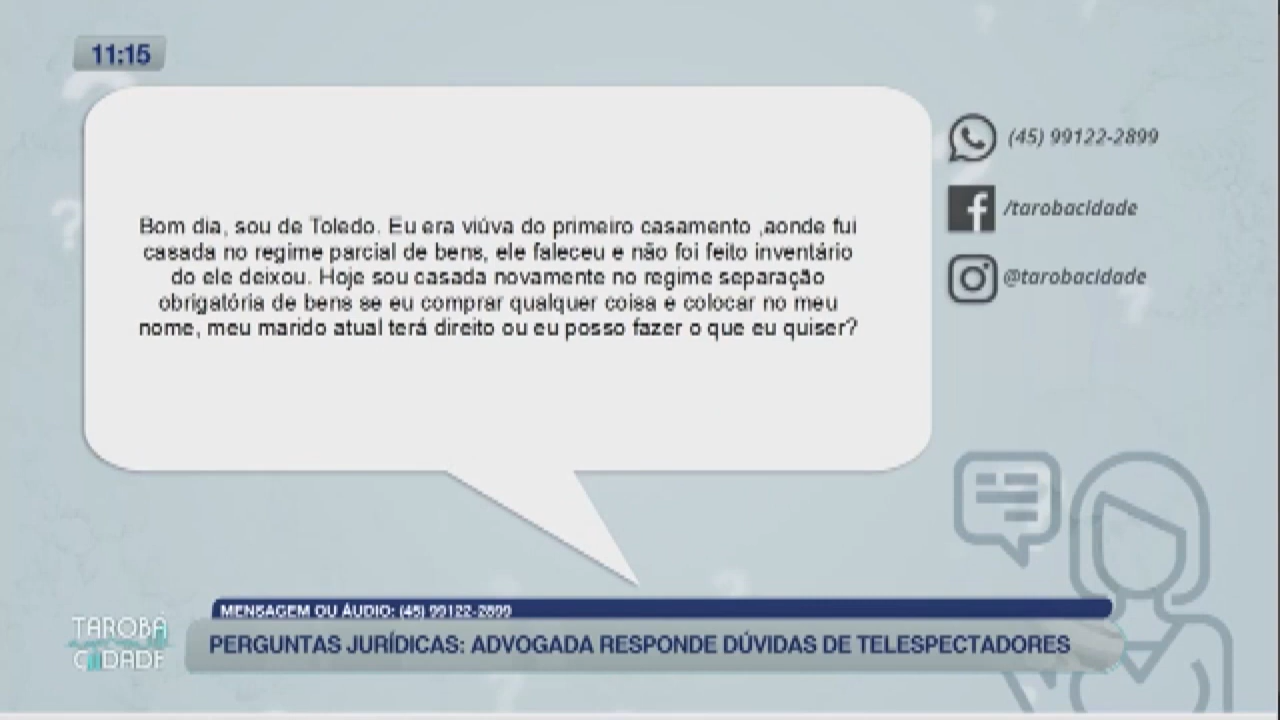 11:15
Bom dia, sou de Toledo. Eu era viúva do primeiro casamento ,aonde fui
casada no regime parcial de bens, ele faleceu e não foi feito inventário
do ele deixou. Hoje sou casada novamente no regime separação
obrigatória de bens se eu comprar qualquer coisa e colocar no meu
nome, meu marido atual terá direito ou eu posso fazer o que eu quiser?
(45) 99122-2899
/tarobacidade
@tarobacidade
MENSAGEM OU ÁUDIO: (45) 99122-2899
TAROBÁ
CIDADE
PERGUNTAS JURÍDICAS: ADVOGADA RESPONDE DÚVIDAS DE TELESPECTADORES